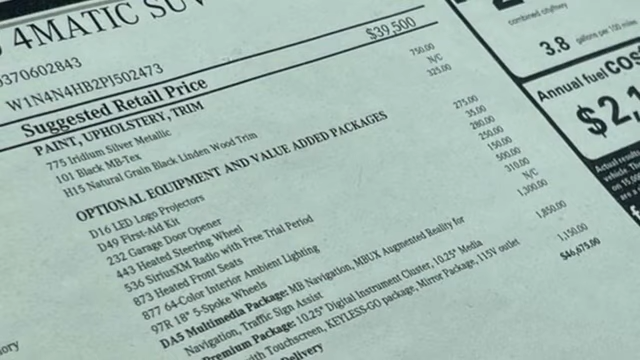 4MATIC SUV
0370602843
W1N4N4HB2PJ502473
Suggested Retail Price $39,500
PAINT, UPHOLSTERY, TRIM
775 Iridium Silver Metallic 750.00
101 Black MB-Tex N/C
H15 Natural Grain Black Linden Wood Trim 325.00
OPTIONAL EQUIPMENT AND VALUE ADDED PACKAGES
D16 LED Logo Projectors 275.00
D49 First-Aid Kit 35.00
232 Garage Door Opener 280.00
443 Heated Steering Wheel 250.00
536 SiriusXM Radio with Free Trial Period 150.00
873 Heated Front Seats 500.00
877 64-Color Interior Ambient Lighting 310.00
97R 18" 5-Spoke Wheels N/C
DA5 Multimedia Package: MB Navigation, MBUX Augmented Reality for 1,300.00
Navigation, Traffic Sign Assist
Premium Package: 10.25" Digital Instrument Cluster, 10.25" Media 1,850.00
with Touchscreen, KEYLESS-GO package, Mirror Package, 115V outlet
Delivery 1,150.00
$46,675.00
combined city/hwy
3.8 gallons per 100 miles
Annual fuel COS
$2,1
Actual results
vehicle.